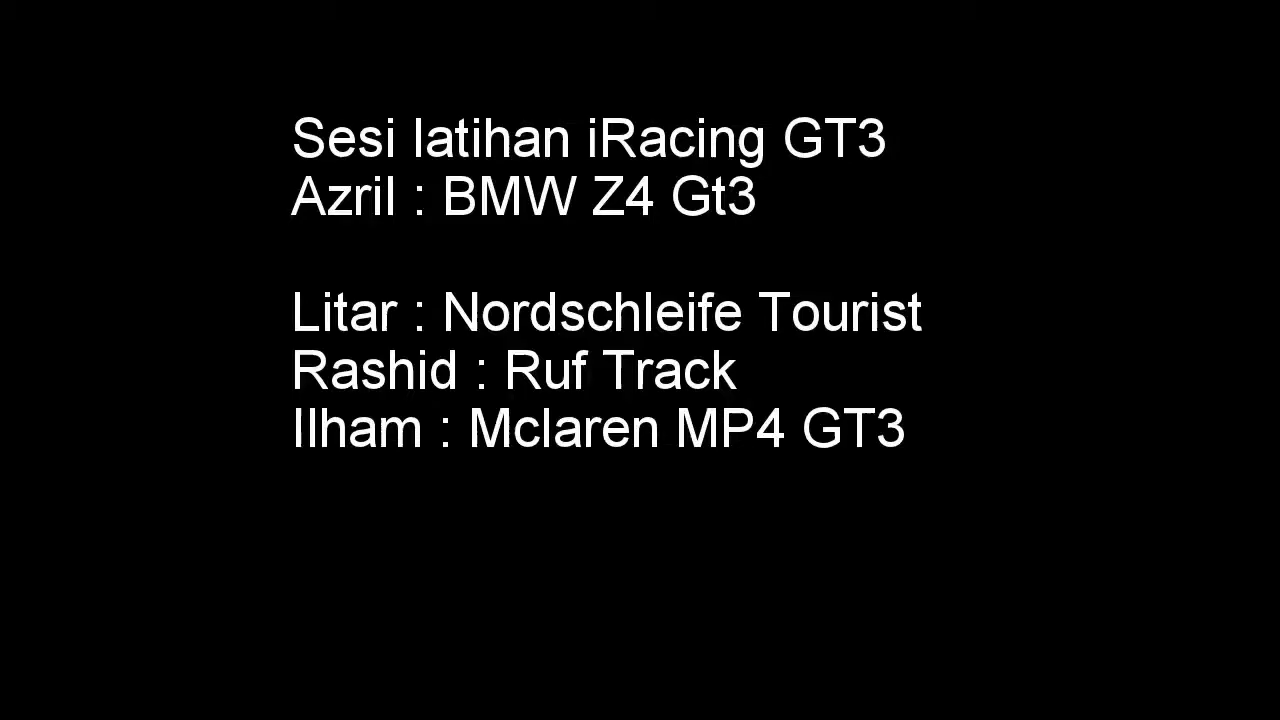 Sesi latihan iRacing GT3
Azril : BMW Z4 Gt3
Litar : Nordschleife Tourist
Rashid : Ruf Track
Ilham : Mclaren MP4 GT3